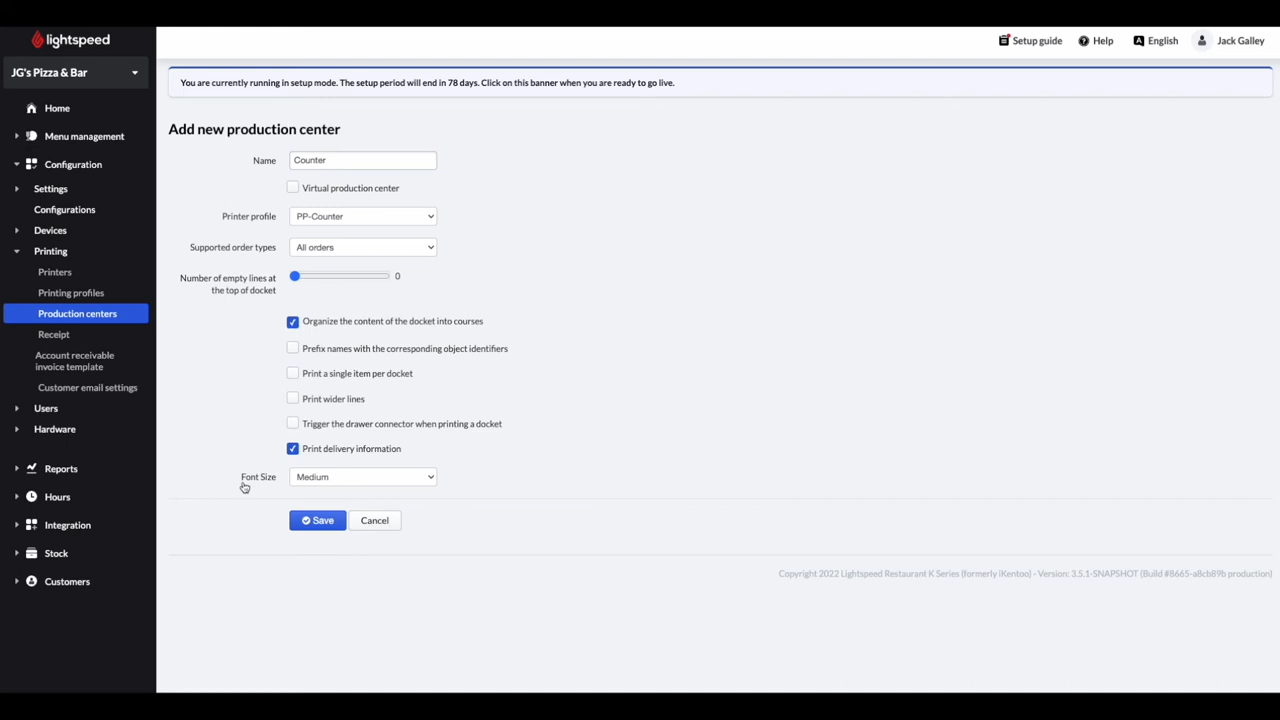 lightspeed
Setup guide
Help
English
Jack Galley
JG's Pizza & Bar
You are currently running in setup mode. The setup period will end in 78 days. Click on this banner when you are ready to go live.
Home
Menu management
Configuration
Settings
Configurations
Devices
Printing
Printers
Printing profiles
Production centers
Receipt
Account receivable
invoice template
Customer email settings
Users
Hardware
Reports
Hours
Integration
Stock
Customers
Add new production center
Name Counter
Virtual production center
Printer profile PP-Counter
Supported order types All orders
Number of empty lines at
the top of docket
0
Organize the content of the docket into courses
Prefix names with the corresponding object identifiers
Print a single item per docket
Print wider lines
Trigger the drawer connector when printing a docket
Print delivery information
Font Size Medium
Save Cancel
Copyright 2022 Lightspeed Restaurant K Series (formerly iKentoo) - Version: 3.5.1-SNAPSHOT (Build #8665-a8cb89b production)